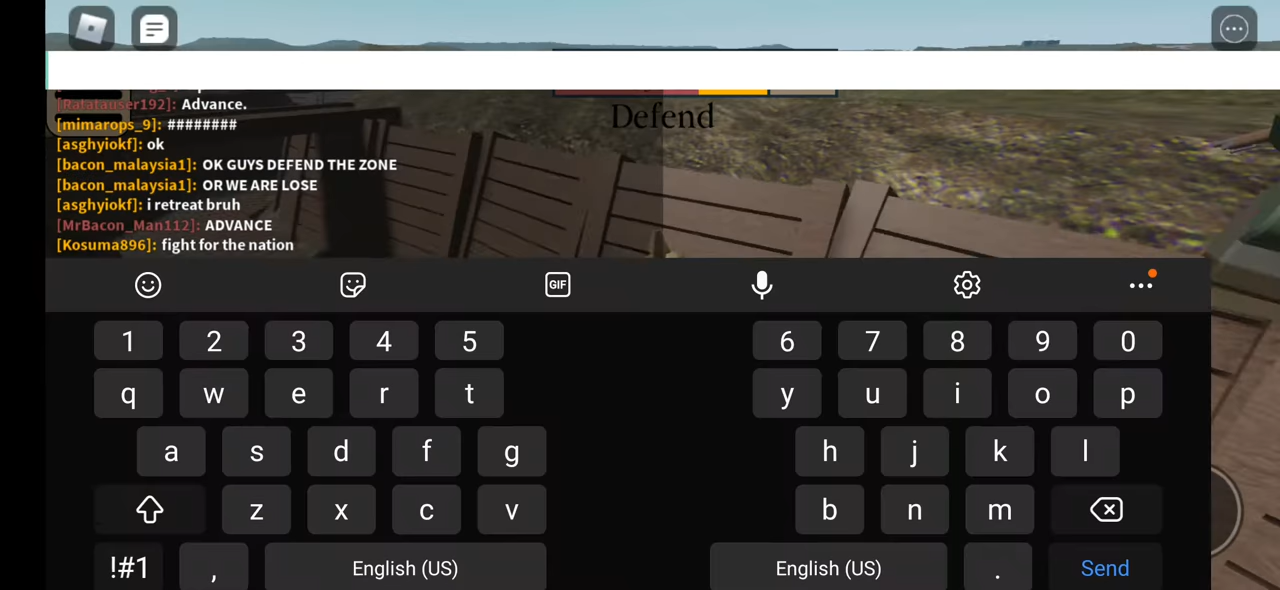 [Rafatauser192]: Advance.
Defend
[mimarops_9]: ########
[asghyiokf]: ok
[bacon_malaysia1]: OK GUYS DEFEND THE ZONE
[bacon_malaysia1]: OR WE ARE LOSE
[asghyiokf]: i retreat bruh
[MrBacon_Man112]: ADVANCE
[Kosuma896]: fight for the nation
GIF
1 2 3 4 5 6 7 8 9 0
q w e r t y u i o p
a s d f g h j k l
z x c v b n m
!#1 , English (US) English (US) . Send